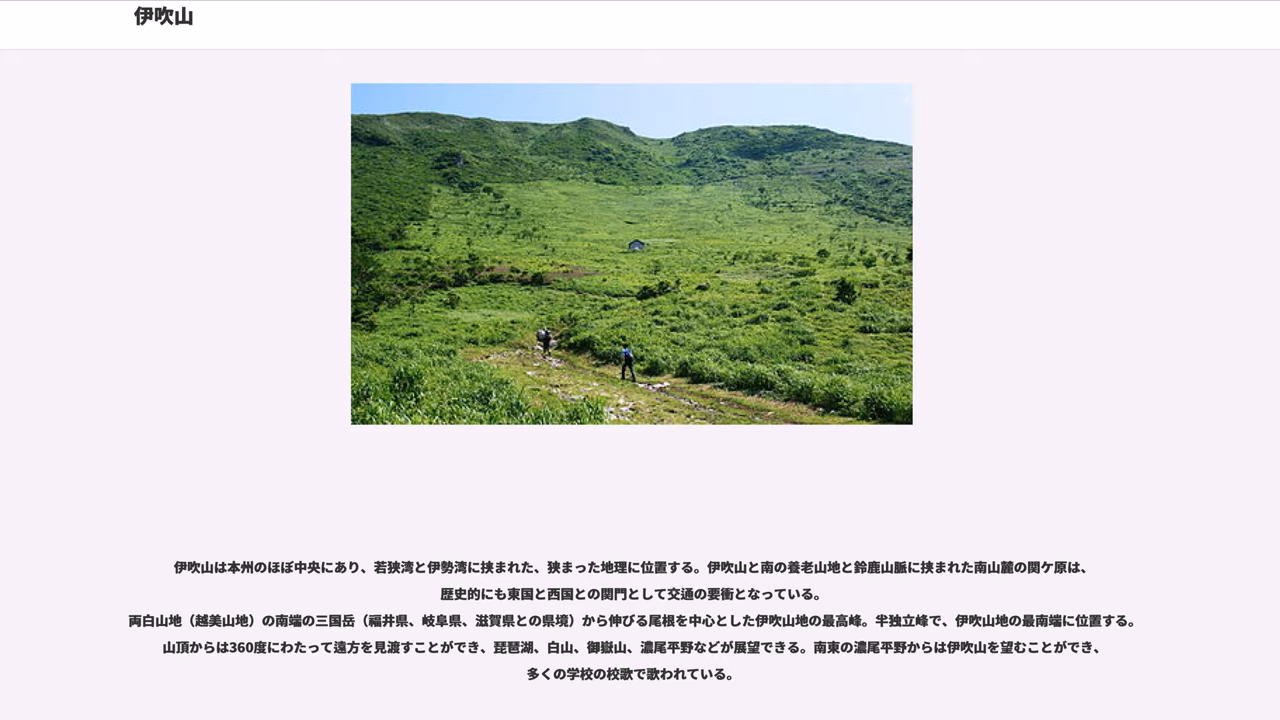 伊吹山
伊吹山は本州のほぼ中央にあり、若狭湾と伊勢湾に挟まれた、狭まった地理に位置する。伊吹山と南の養老山地と鈴鹿山脈に挟まれた南山麓の関ケ原は、
歴史的にも東国と西国との関門として交通の要衝となっている。
両白山地（越美山地）の南端の三国岳（福井県、岐阜県、滋賀県との県境）から伸びる尾根を中心とした伊吹山地の最高峰。半独立峰で、伊吹山地の最南端に位置する。
山頂からは360度にわたって遠方を見渡すことができ、琵琶湖、白山、御嶽山、濃尾平野などが展望できる。南東の濃尾平野からは伊吹山を望むことができ、
多くの学校の校歌で歌われている。